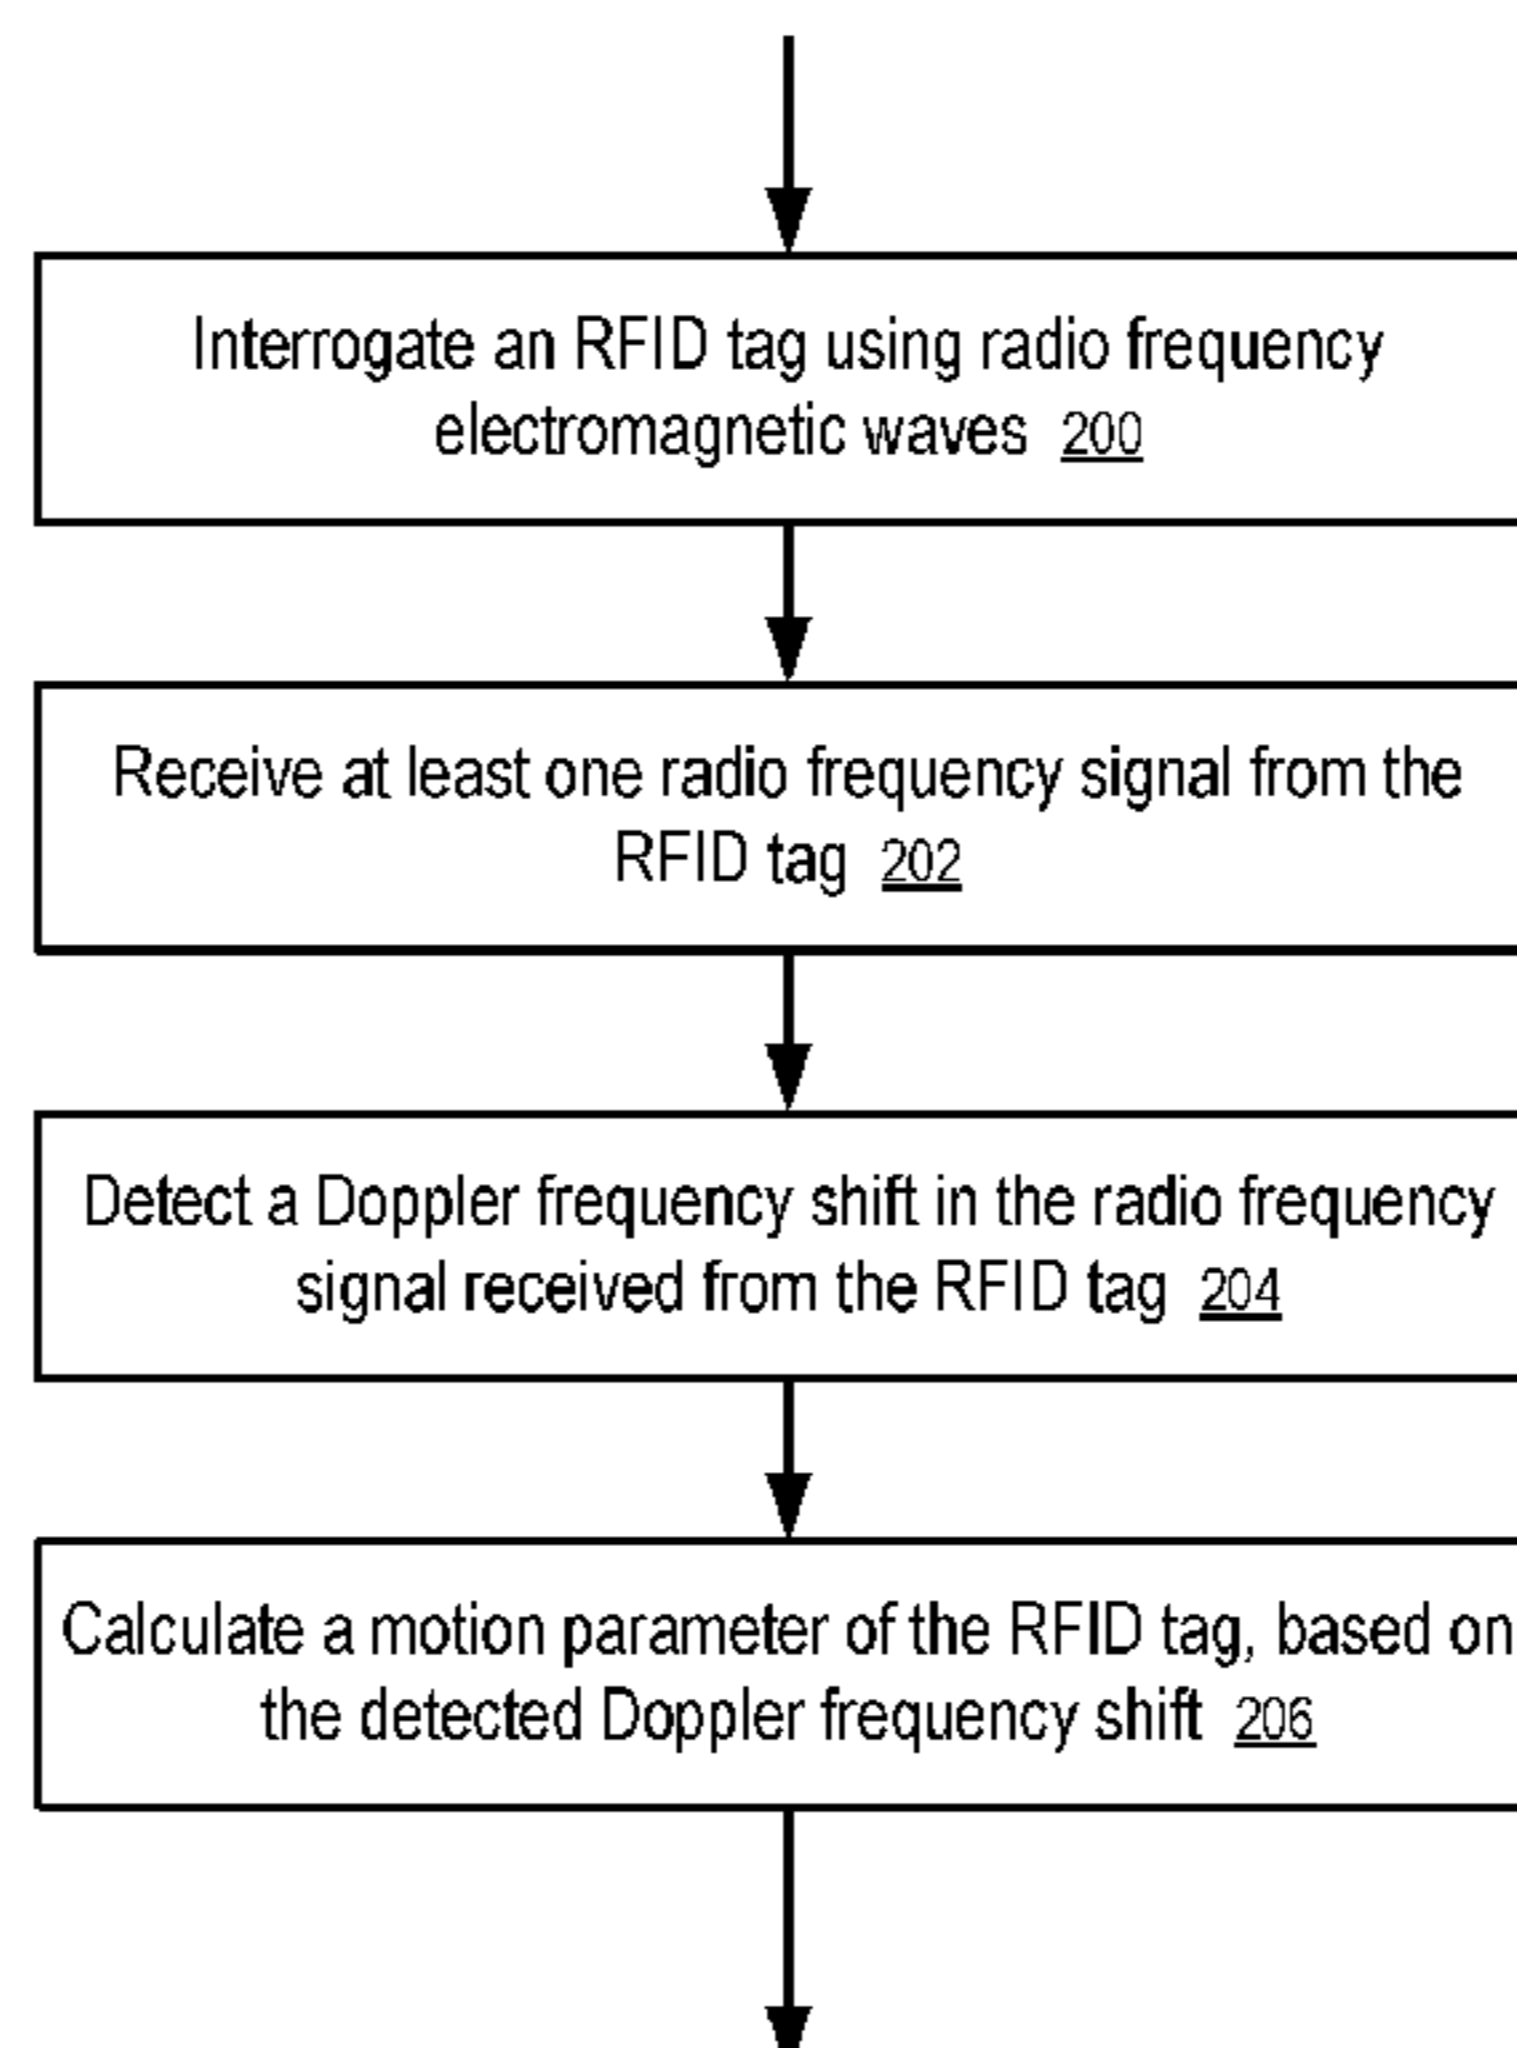 Interrogate an RFID tag using radio frequency
electromagnetic waves 200
Receive at least one radio frequency signal from the
RFID tag 202
Detect a Doppler frequency shift in the radio frequency
signal received from the RFID tag 204
Calculate a motion parameter of the RFID tag, based on
the detected Doppler frequency shift 206